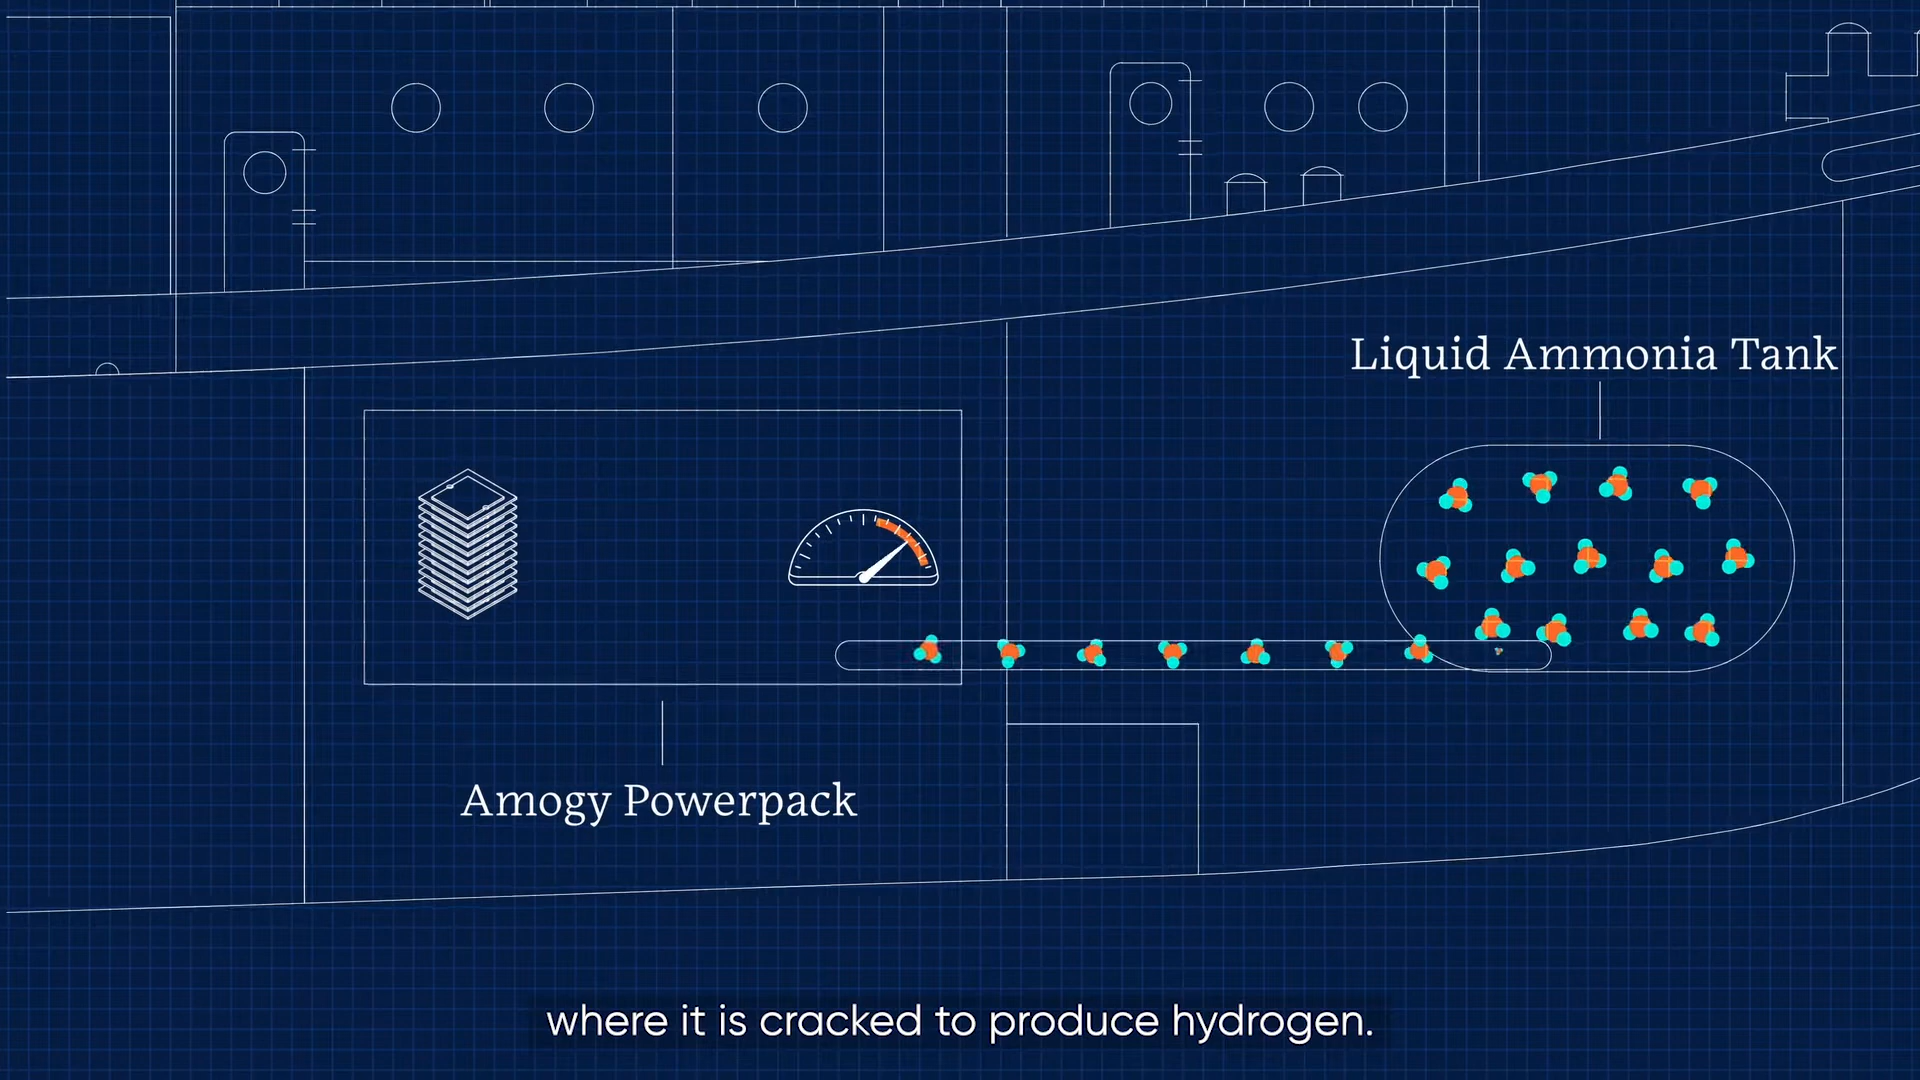 Liquid Ammonia Tank
Amogy Powerpack
where it is cracked to produce hydrogen.